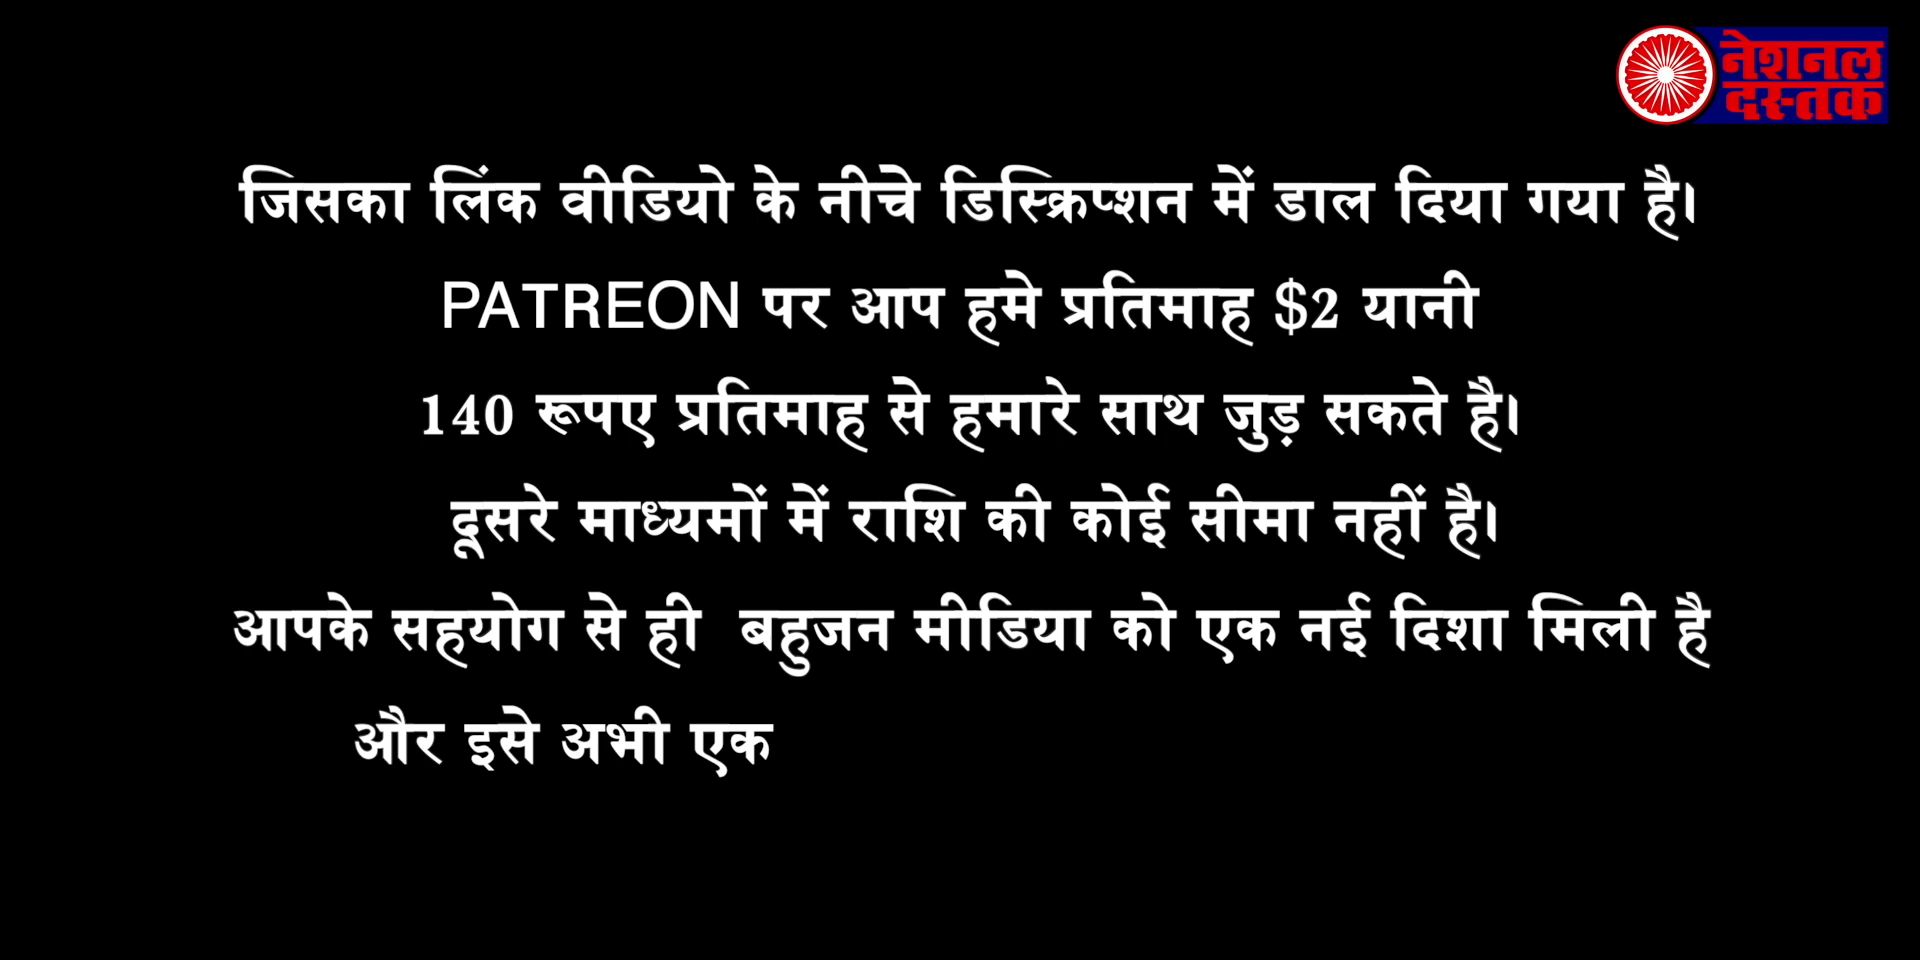 नेशनल
दस्तक
जिसका लिंक वीडियो के नीचे डिस्क्रिप्शन में डाल दिया गया है।
PATREON पर आप हमे प्रतिमाह $2 यानी
140 रूपए प्रतिमाह से हमारे साथ जुड़ सकते है।
दूसरे माध्यमों में राशि की कोई सीमा नहीं है।
आपके सहयोग से ही बहुजन मीडिया को एक नई दिशा मिली है
और इसे अभी एक